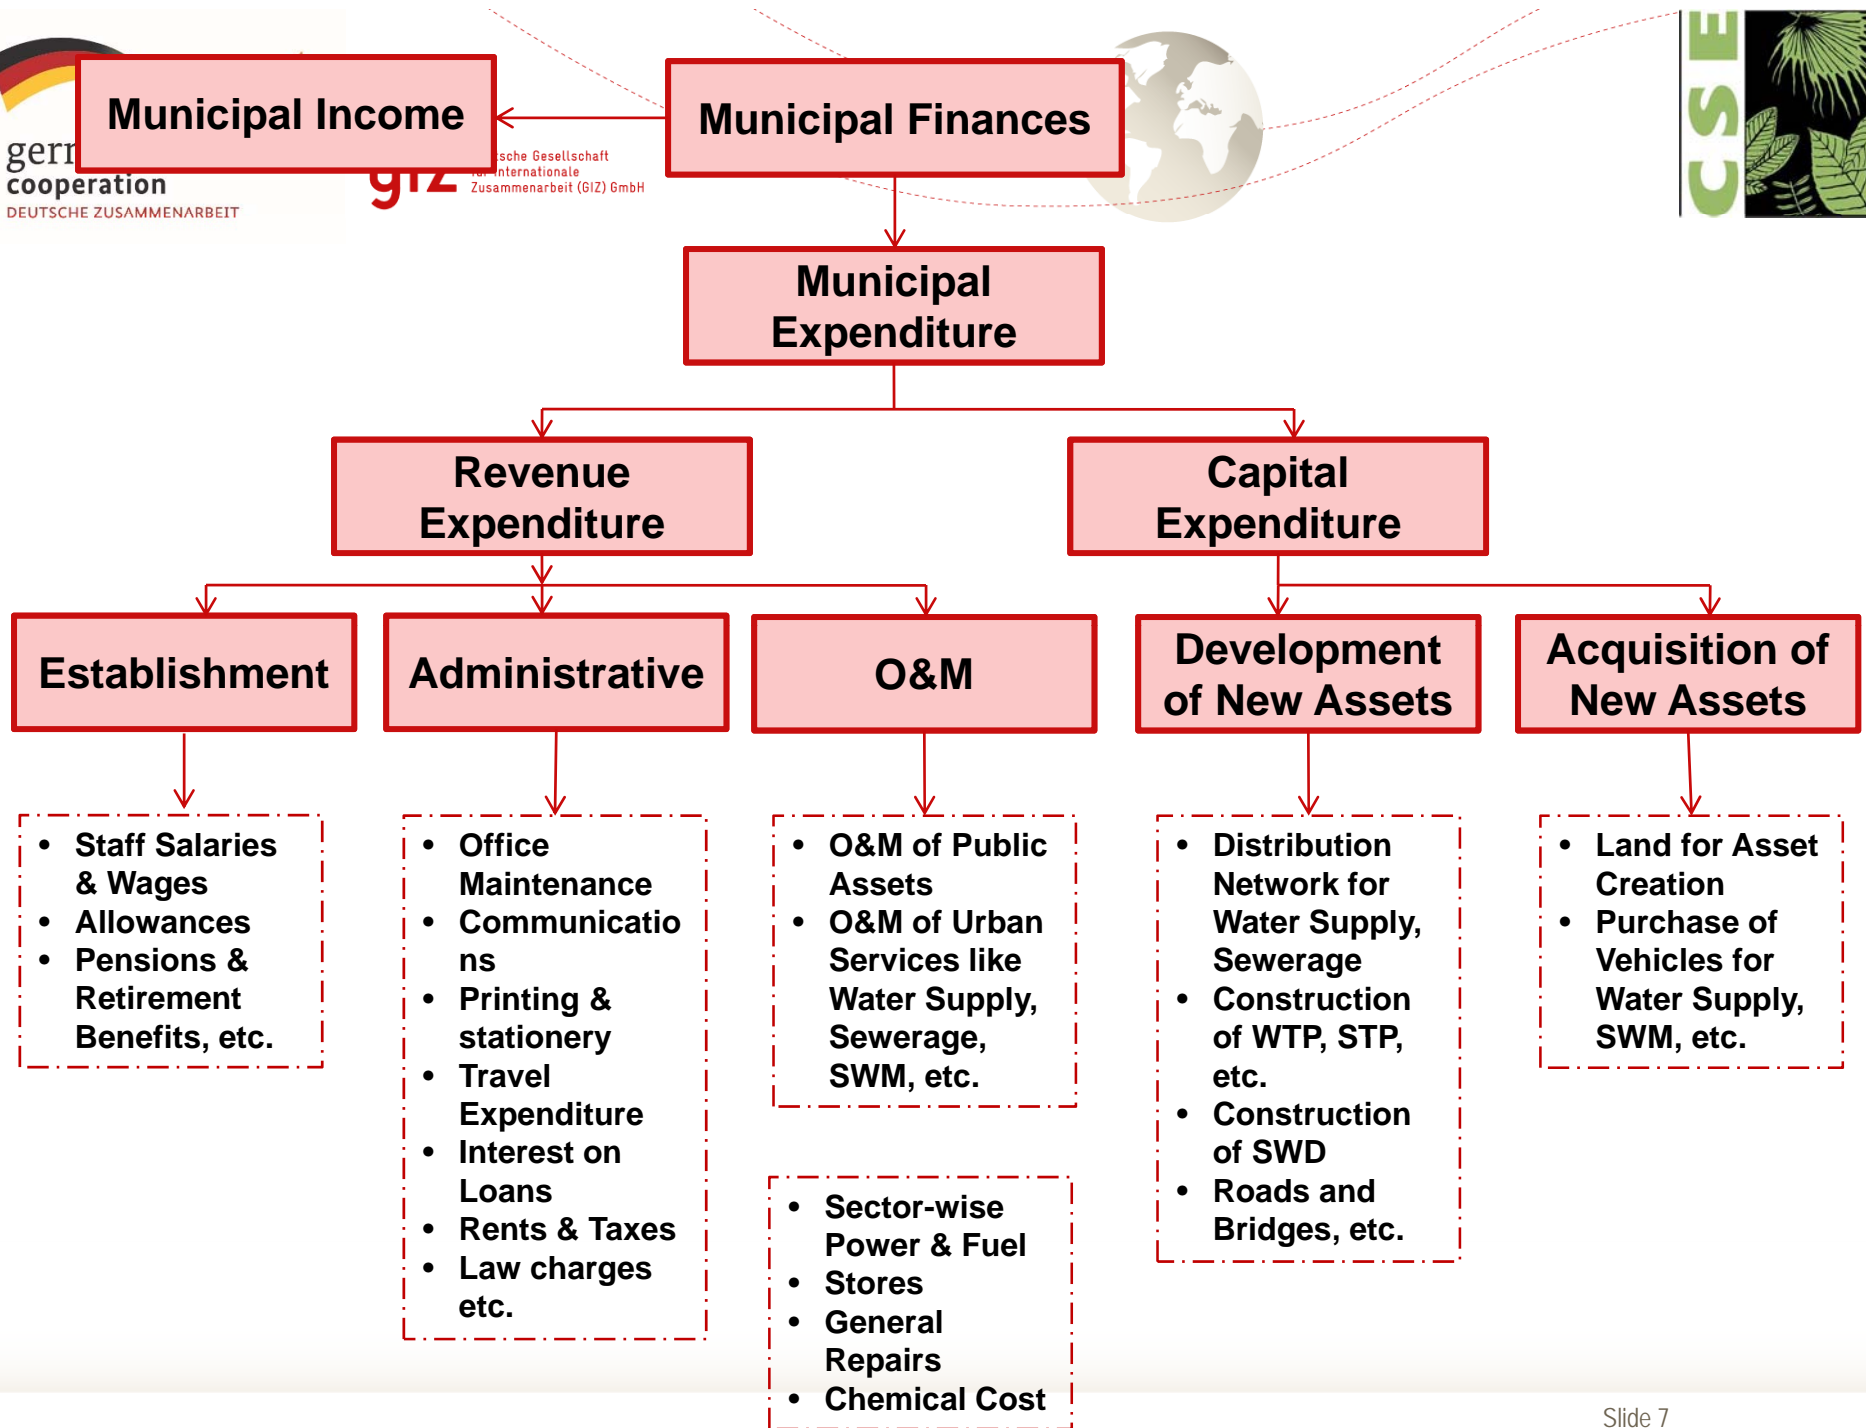 Municipal Income
Municipal Finances
cooperation
DEUTSCHE ZUSAMMENARBEIT
sche Gesellschaft
Internationale
Zusammenarbeit (GIZ) GmbH
CSE
Municipal
Expenditure
Revenue
Expenditure
Capital
Expenditure
Establishment
Administrative
O&M
Development
of New Assets
Acquisition of
New Assets
• Staff Salaries
& Wages
• Allowances
• Pensions &
Retirement
Benefits, etc.
• Office
Maintenance
• Communicatio
ns
• Printing &
stationery
• Travel
Expenditure
• Interest on
Loans
• Rents & Taxes
• Law charges
etc.
• O&M of Public
Assets
• O&M of Urban
Services like
Water Supply,
Sewerage,
SWM, etc.
• Sector-wise
Power & Fuel
• Stores
• General
Repairs
• Chemical Cost
• Distribution
Network for
Water Supply,
Sewerage
• Construction
of WTP, STP,
etc.
• Construction
of SWD
• Roads and
Bridges, etc.
• Land for Asset
Creation
• Purchase of
Vehicles for
Water Supply,
SWM, etc.
Slide 7